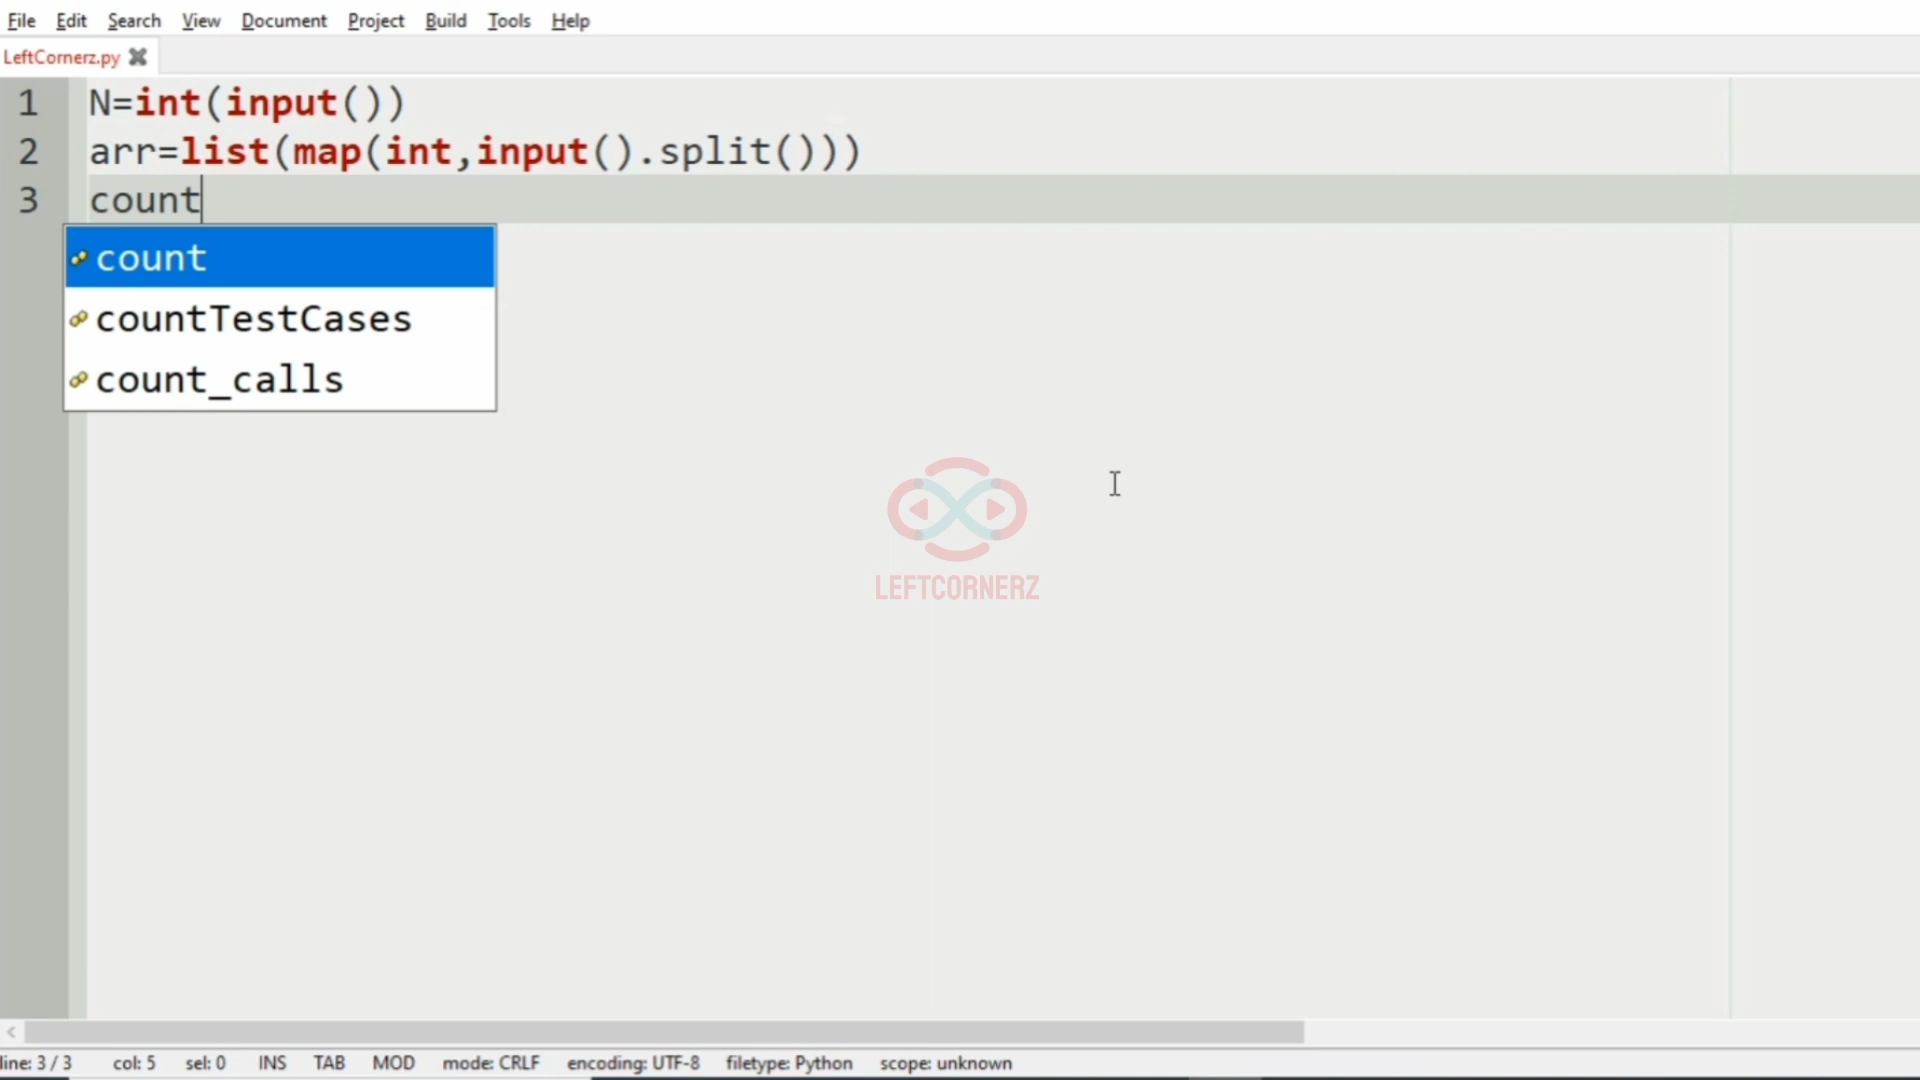 File Edit Search View Document Project Build Tools Help
LeftCornerz.py
1 N=int(input())
2 arr=list(map(int,input().split()))
3 count
count
countTestCases
count_calls
LEFTCORNERZ
line: 3 / 3 col: 5 sel: 0 INS TAB MOD mode: CRLF encoding: UTF-8 filetype: Python scope: unknown